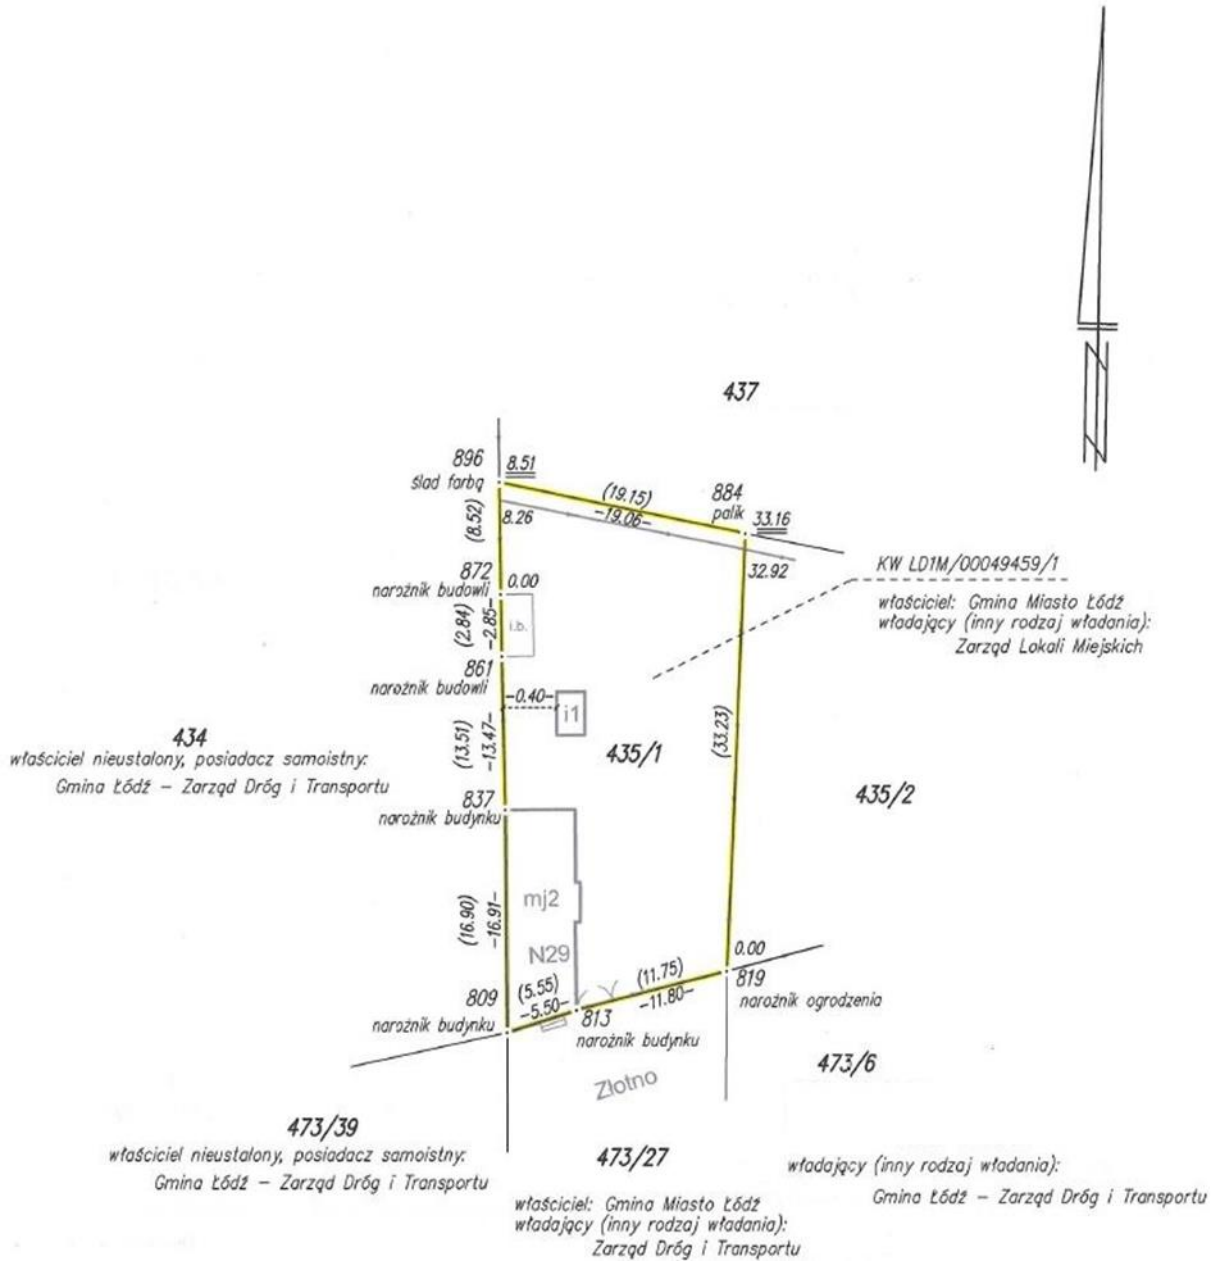 437
896
ślad farbą
8.51
(19.15)
-19.06-
884
palik
33.16
(8.52)
8.26
32.92
KW LD1M/00049459/1
właściciel: Gmina Miasto Łódź
władający (inny rodzaj władania):
Zarząd Lokali Miejskich
872
narożnik budowli
0.00
(2.84)
-2.85-
i.b.
861
narożnik budowli
-0.40-
i1
(13.51)
-13.47-
435/1
(33.23)
434
właściciel nieustalony, posiadacz samoistny:
Gmina Łódź – Zarząd Dróg i Transportu
435/2
837
narożnik budynku
(16.90)
-16.91-
mj2
N29
809
narożnik budynku
(5.55)
-5.50-
(11.75)
-11.80-
0.00
819
narożnik ogrodzenia
813
narożnik budynku
Złotno
473/6
473/39
właściciel nieustalony, posiadacz samoistny:
Gmina Łódź – Zarząd Dróg i Transportu
473/27
właściciel: Gmina Miasto Łódź
władający (inny rodzaj władania):
Zarząd Dróg i Transportu
władający (inny rodzaj władania):
Gmina Łódź – Zarząd Dróg i Transportu